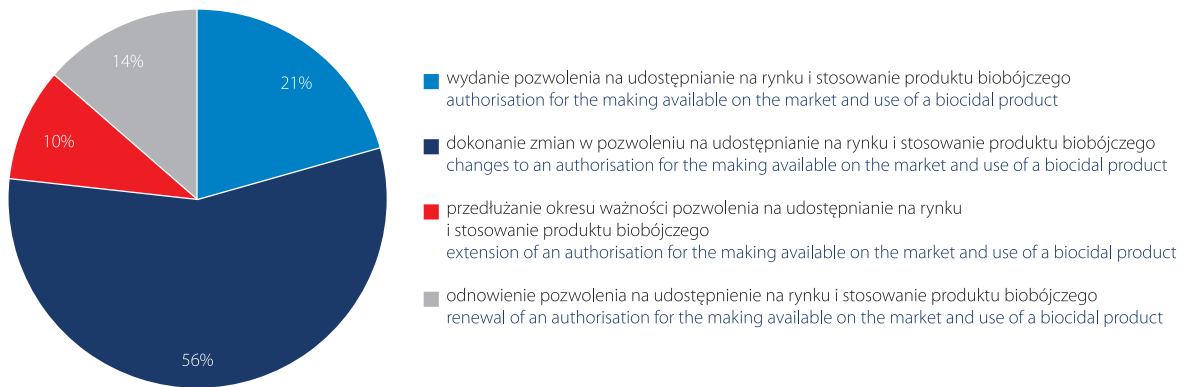 14%
21%
10%
56%
wydanie pozwolenia na udostępnianie na rynku i stosowanie produktu biobójczego
authorisation for the making available on the market and use of a biocidal product
dokonanie zmian w pozwoleniu na udostępnianie na rynku i stosowanie produktu biobójczego
changes to an authorisation for the making available on the market and use of a biocidal product
przedłużanie okresu ważności pozwolenia na udostępnianie na rynku
i stosowanie produktu biobójczego
extension of an authorisation for the making available on the market and use of a biocidal product
odnowienie pozwolenia na udostępnienie na rynku i stosowanie produktu biobójczego
renewal of an authorisation for the making available on the market and use of a biocidal product